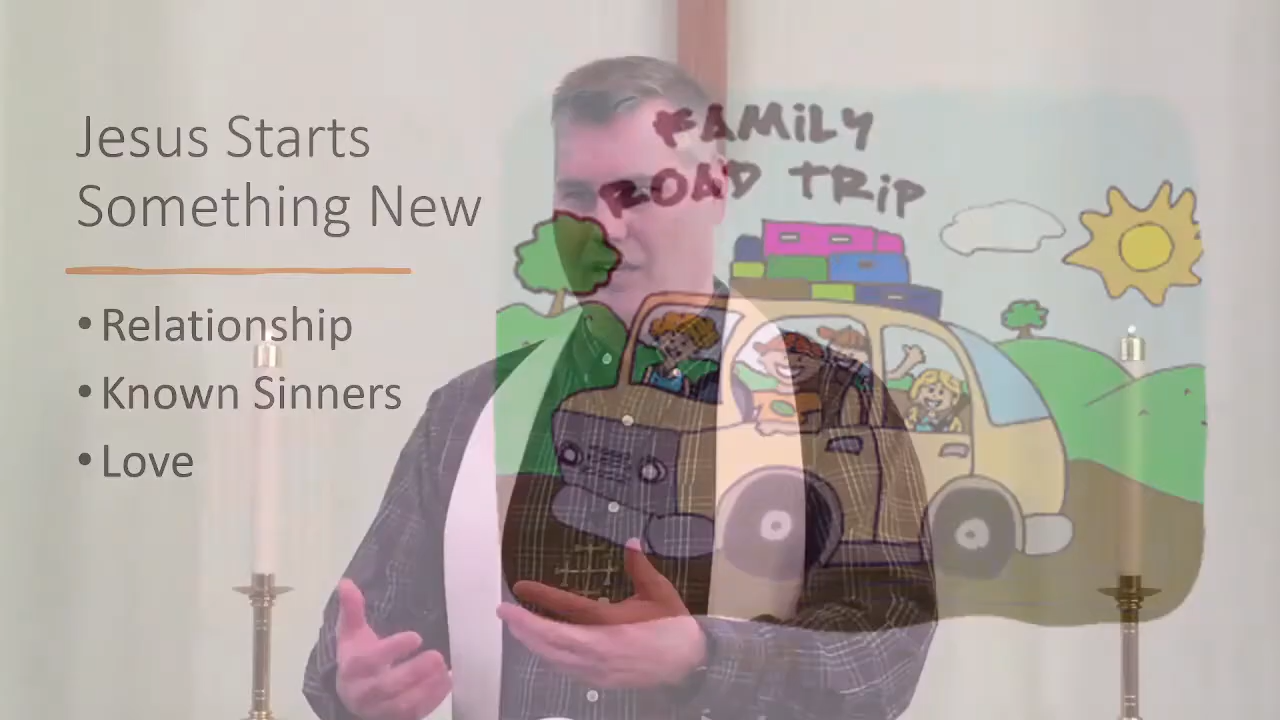 Jesus Starts
Something New
• Relationship
• Known Sinners
• Love
FAMiLY
ROAD TRiP